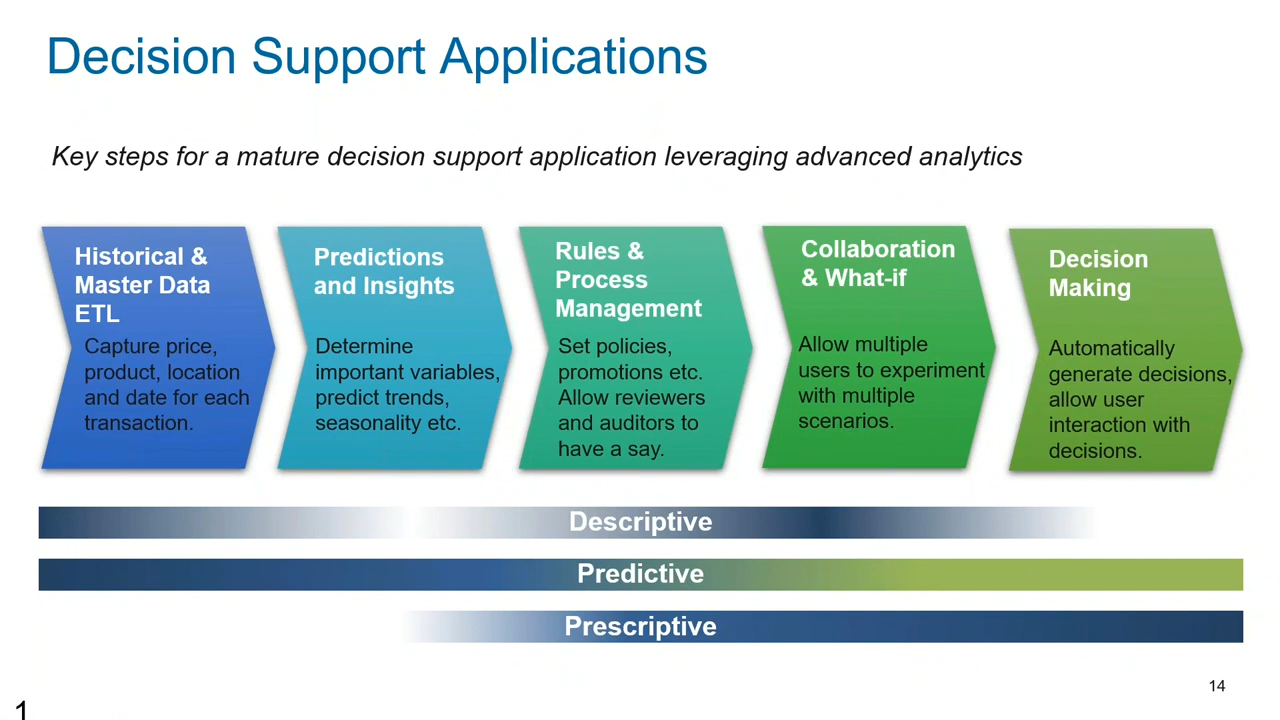 Decision Support Applications
Key steps for a mature decision support application leveraging advanced analytics
Historical &
Master Data
ETL
Capture price,
product, location
and date for each
transaction.
Predictions
and Insights
Determine
important variables,
predict trends,
seasonality etc.
Rules &
Process
Management
Set policies,
promotions etc.
Allow reviewers
and auditors to
have a say.
Collaboration
& What-if
Allow multiple
users to experiment
with multiple
scenarios.
Decision
Making
Automatically
generate decisions,
allow user
interaction with
decisions.
Descriptive
Predictive
Prescriptive
14
1